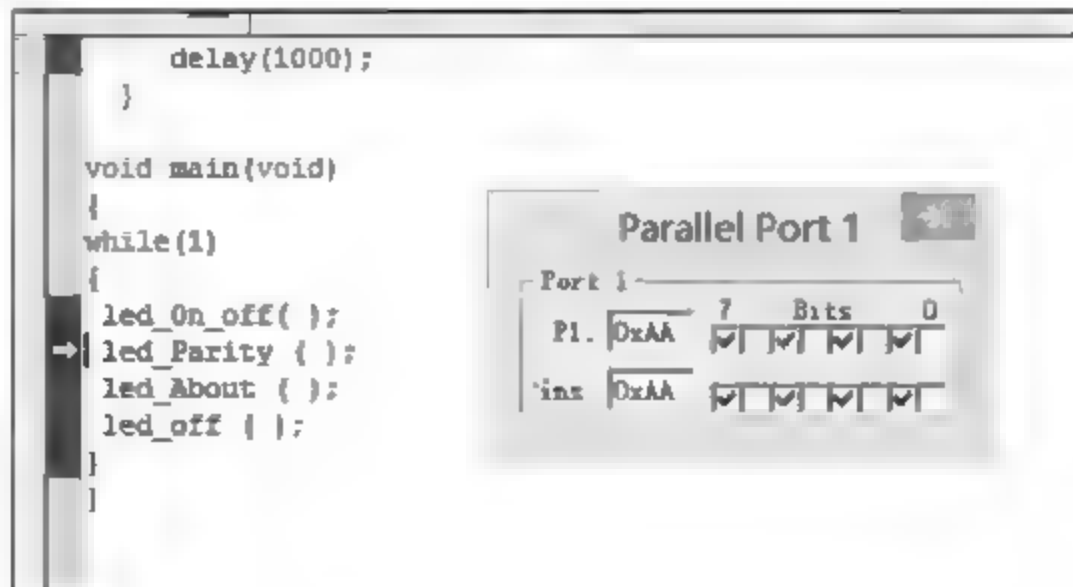 delay(1000);
}
void main(void)
{
while(1)
{
led_On_off( );
led_Parity ( );
led_About ( );
led_off ( );
}
}
Parallel Port 1
Port 1
7 Bits 0
P1. 0xAA
ins 0xAA